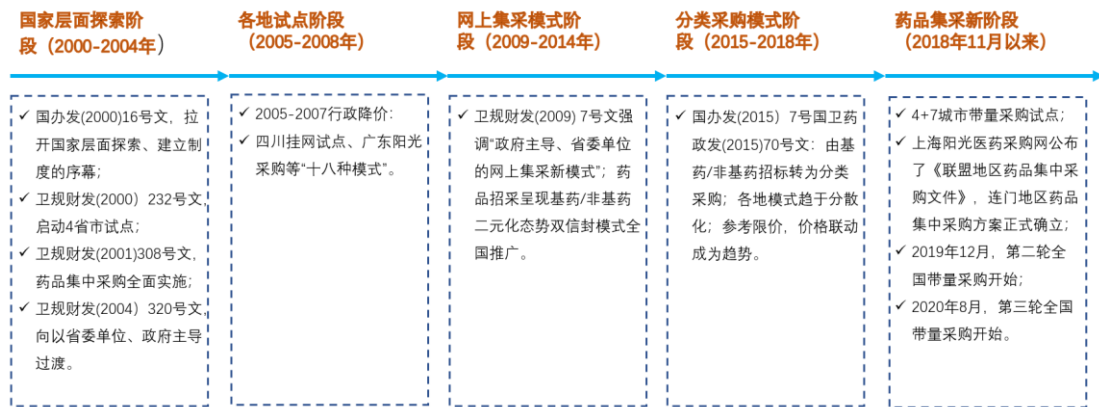 国家层面探索阶
段（2000-2004年）
✓ 国办发(2000)16号文，拉
开国家层面探索、建立制
度的序幕；
✓ 卫规财发(2000）232号文，
启动4省市试点；
✓ 卫规财发(2001)308号文，
药品集中采购全面实施；
✓ 卫规财发(2004）320号文，
向以省委单位、政府主导
过渡。
各地试点阶段
（2005-2008年）
✓ 2005-2007行政降价：
✓ 四川挂网试点、广东阳光
采购等“十八种模式”。
网上集采模式阶
段（2009-2014年）
✓ 卫规财发(2009) 7号文强
调“政府主导、省委单位
的网上集采新模式”；药
品招采呈现基药/非基药
二元化态势双信封模式全
国推广。
分类采购模式阶
段（2015-2018年）
✓ 国办发(2015）7号国卫药
政发(2015)70号文：由基
药/非基药招标转为分类
采购；各地模式趋于分散
化；参考限价，价格联动
成为趋势。
药品集采新阶段
（2018年11月以来）
✓ 4+7城市带量采购试点；
✓ 上海阳光医药采购网公布
了《联盟地区药品集中采
购文件》，连门地区药品
集中采购方案正式确立；
✓ 2019年12月，第二轮全
国带量采购开始；
✓ 2020年8月，第三轮全国
带量采购开始。